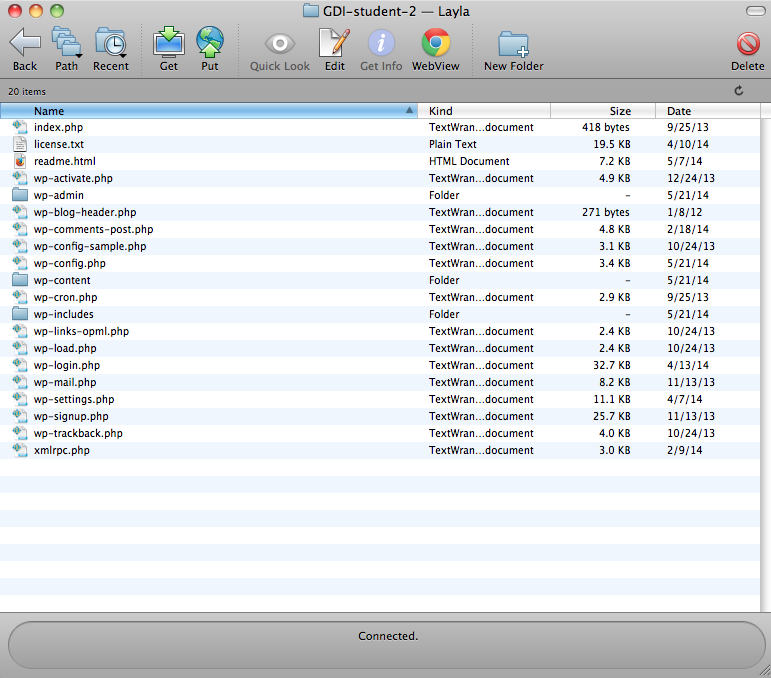 GDI-student-2 — Layla
Back Path Recent Get Put Quick Look Edit Get Info WebView New Folder Delete
20 items
Name Kind Size Date
index.php TextWran...document 418 bytes 9/25/13
license.txt Plain Text 19.5 KB 4/10/14
readme.html HTML Document 7.2 KB 5/7/14
wp-activate.php TextWran...document 4.9 KB 12/24/13
wp-admin Folder – 5/21/14
wp-blog-header.php TextWran...document 271 bytes 1/8/12
wp-comments-post.php TextWran...document 4.8 KB 2/18/14
wp-config-sample.php TextWran...document 3.1 KB 10/24/13
wp-config.php TextWran...document 3.4 KB 5/21/14
wp-content Folder – 5/21/14
wp-cron.php TextWran...document 2.9 KB 9/25/13
wp-includes Folder – 5/21/14
wp-links-opml.php TextWran...document 2.4 KB 10/24/13
wp-load.php TextWran...document 2.4 KB 10/24/13
wp-login.php TextWran...document 32.7 KB 4/13/14
wp-mail.php TextWran...document 8.2 KB 11/13/13
wp-settings.php TextWran...document 11.1 KB 4/7/14
wp-signup.php TextWran...document 25.7 KB 11/13/13
wp-trackback.php TextWran...document 4.0 KB 10/24/13
xmlrpc.php TextWran...document 3.0 KB 2/9/14
Connected.